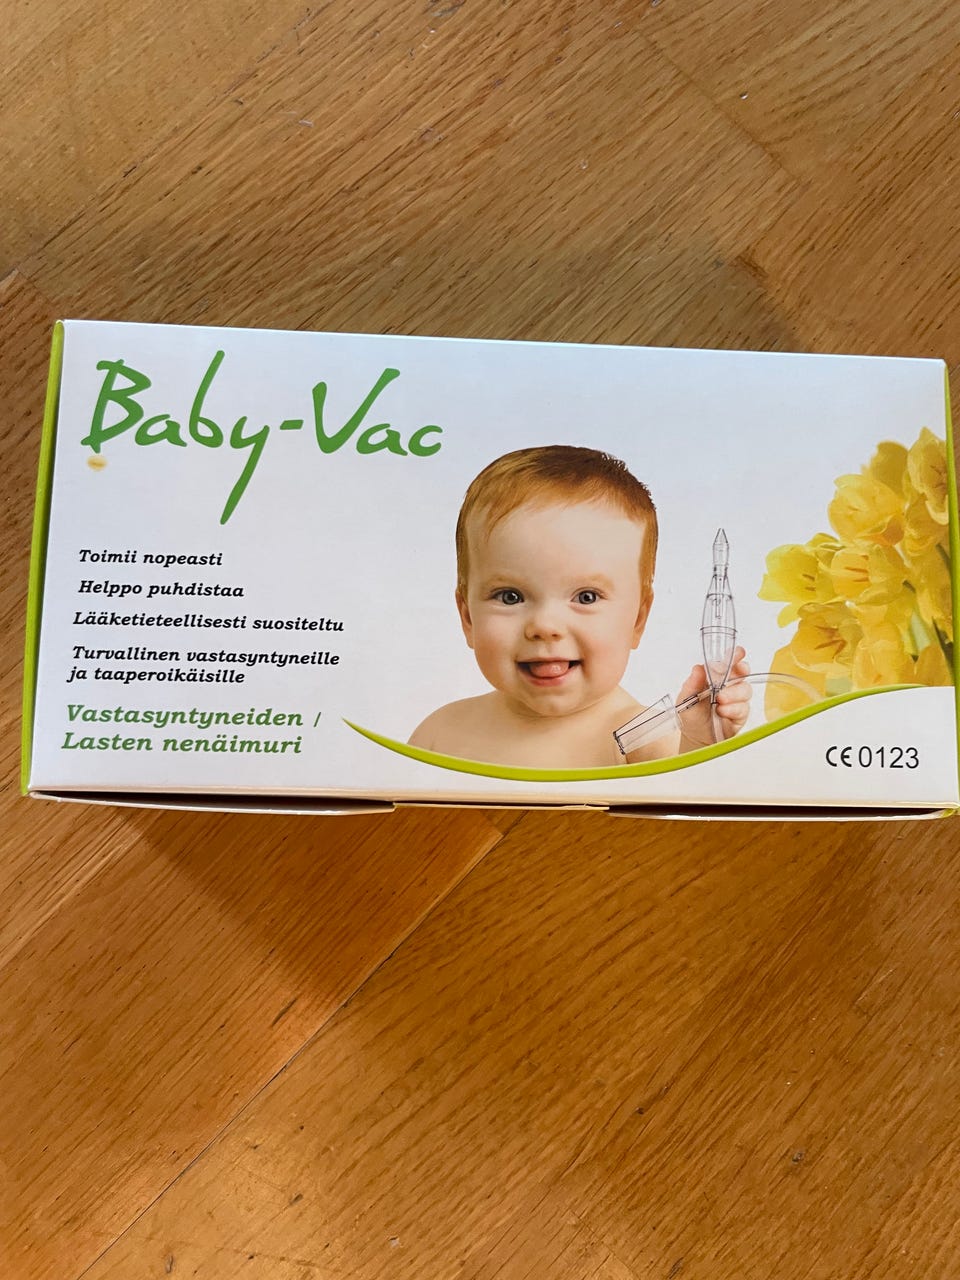 Baby-Vac
Toimii nopeasti
Helppo puhdistaa
Lääketieteellisesti suositeltu
Turvallinen vastasyntyneille
ja taaperoikäisille
Vastasyntyneiden /
Lasten nenäimuri
CE 0123